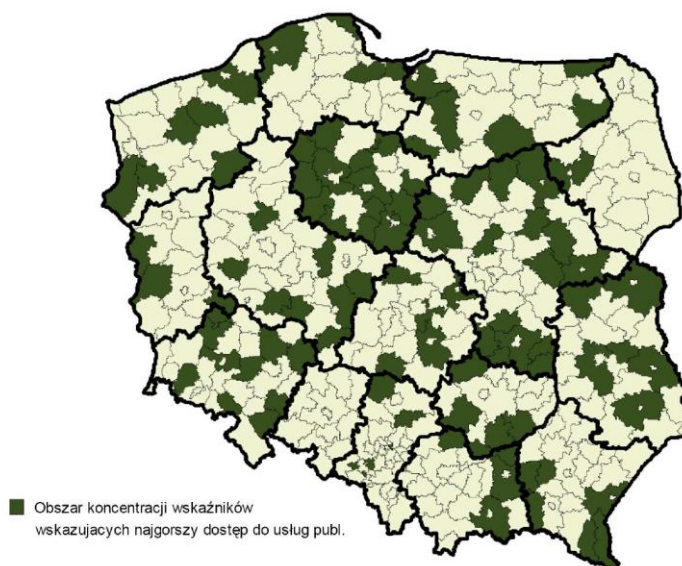 Obszar koncentracji wskaźników
wskazujacych najgorszy dostęp do usług publ.